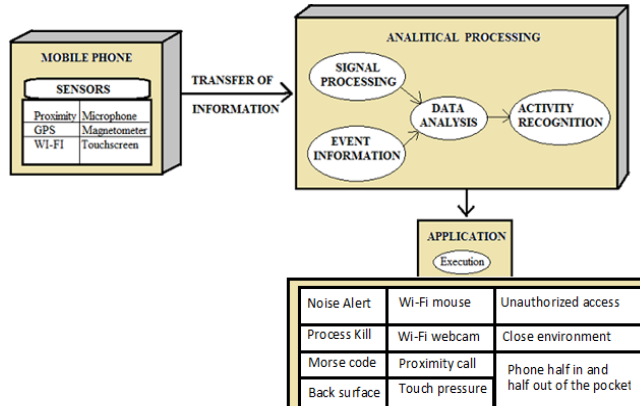 MOBILE PHONE
SENSORS
Proximity Microphone
GPS Magnetometer
WI-FI Touchscreen
TRANSFER OF
INFORMATION
ANALITICAL PROCESSING
SIGNAL
PROCESSING
EVENT
INFORMATION
DATA
ANALYSIS
ACTIVITY
RECOGNITION
APPLICATION
Execution
Noise Alert Wi-Fi mouse Unauthorized access
Process Kill Wi-Fi webcam Close environment
Morse code Proximity call Phone half in and
half out of the pocket
Back surface Touch pressure